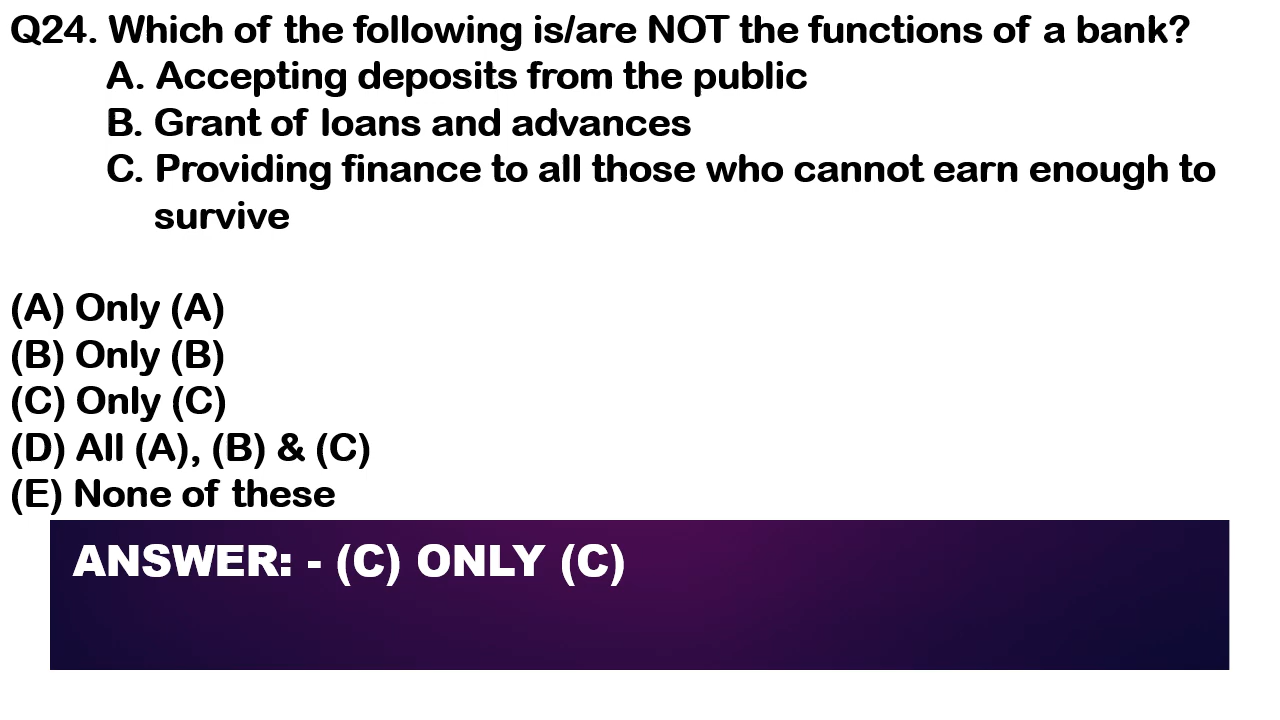 Q24. Which of the following is/are NOT the functions of a bank?
A. Accepting deposits from the public
B. Grant of loans and advances
C. Providing finance to all those who cannot earn enough to
survive
(A) Only (A)
(B) Only (B)
(C) Only (C)
(D) All (A), (B) & (C)
(E) None of these
ANSWER: - (C) ONLY (C)